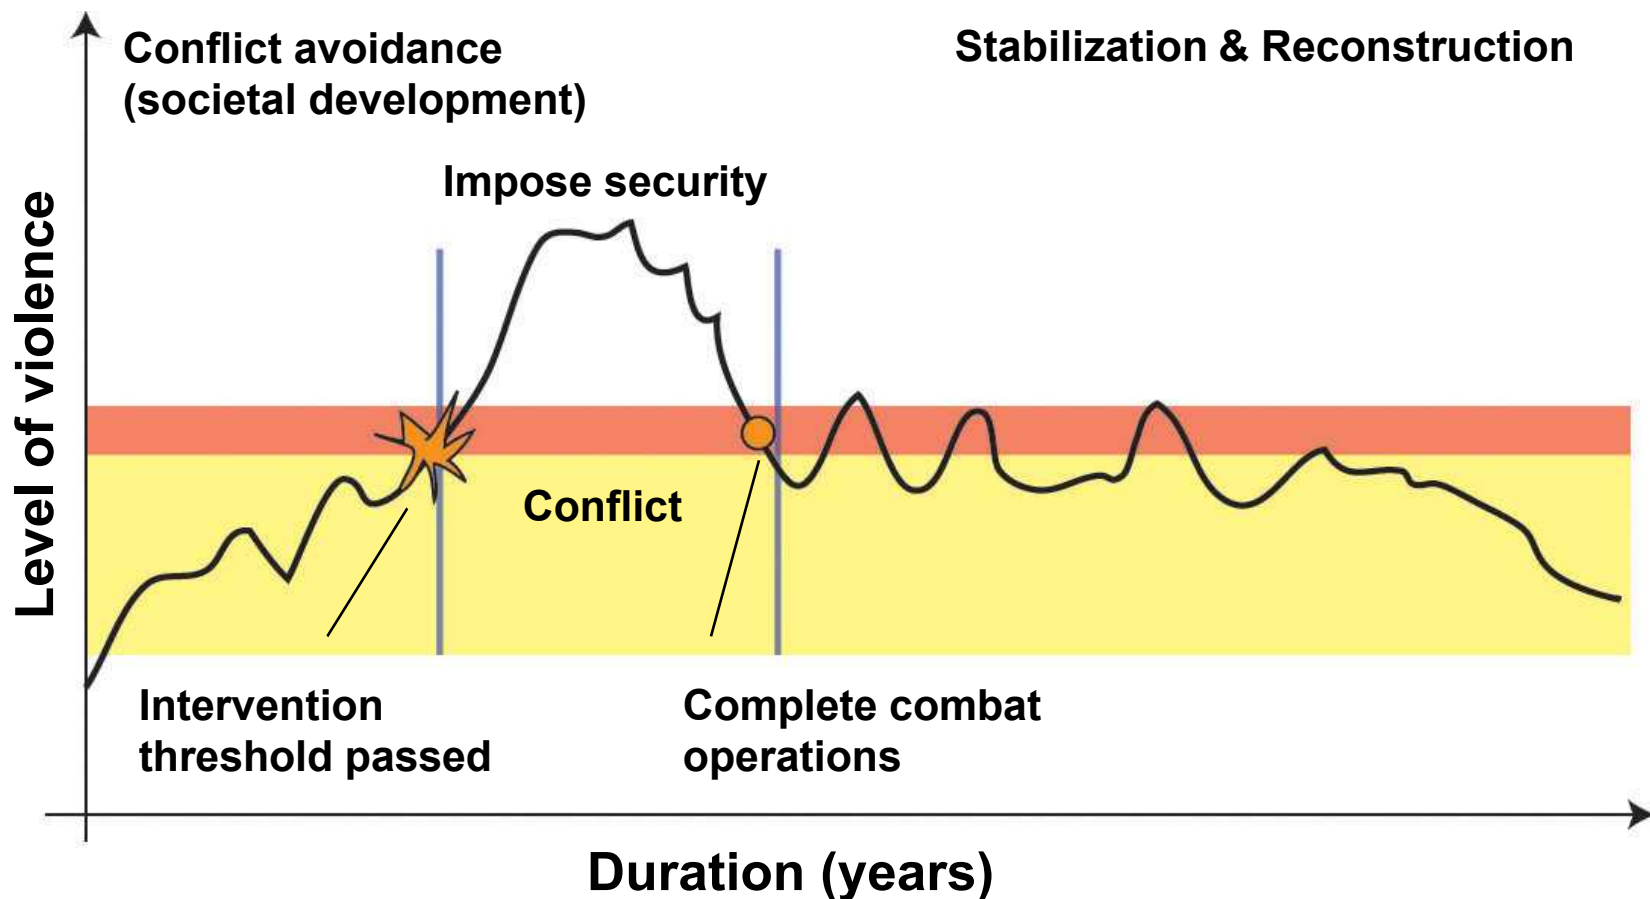 Conflict avoidance
(societal development)
Stabilization & Reconstruction
Impose security
Level of violence
Conflict
Intervention
threshold passed
Complete combat
operations
Duration (years)